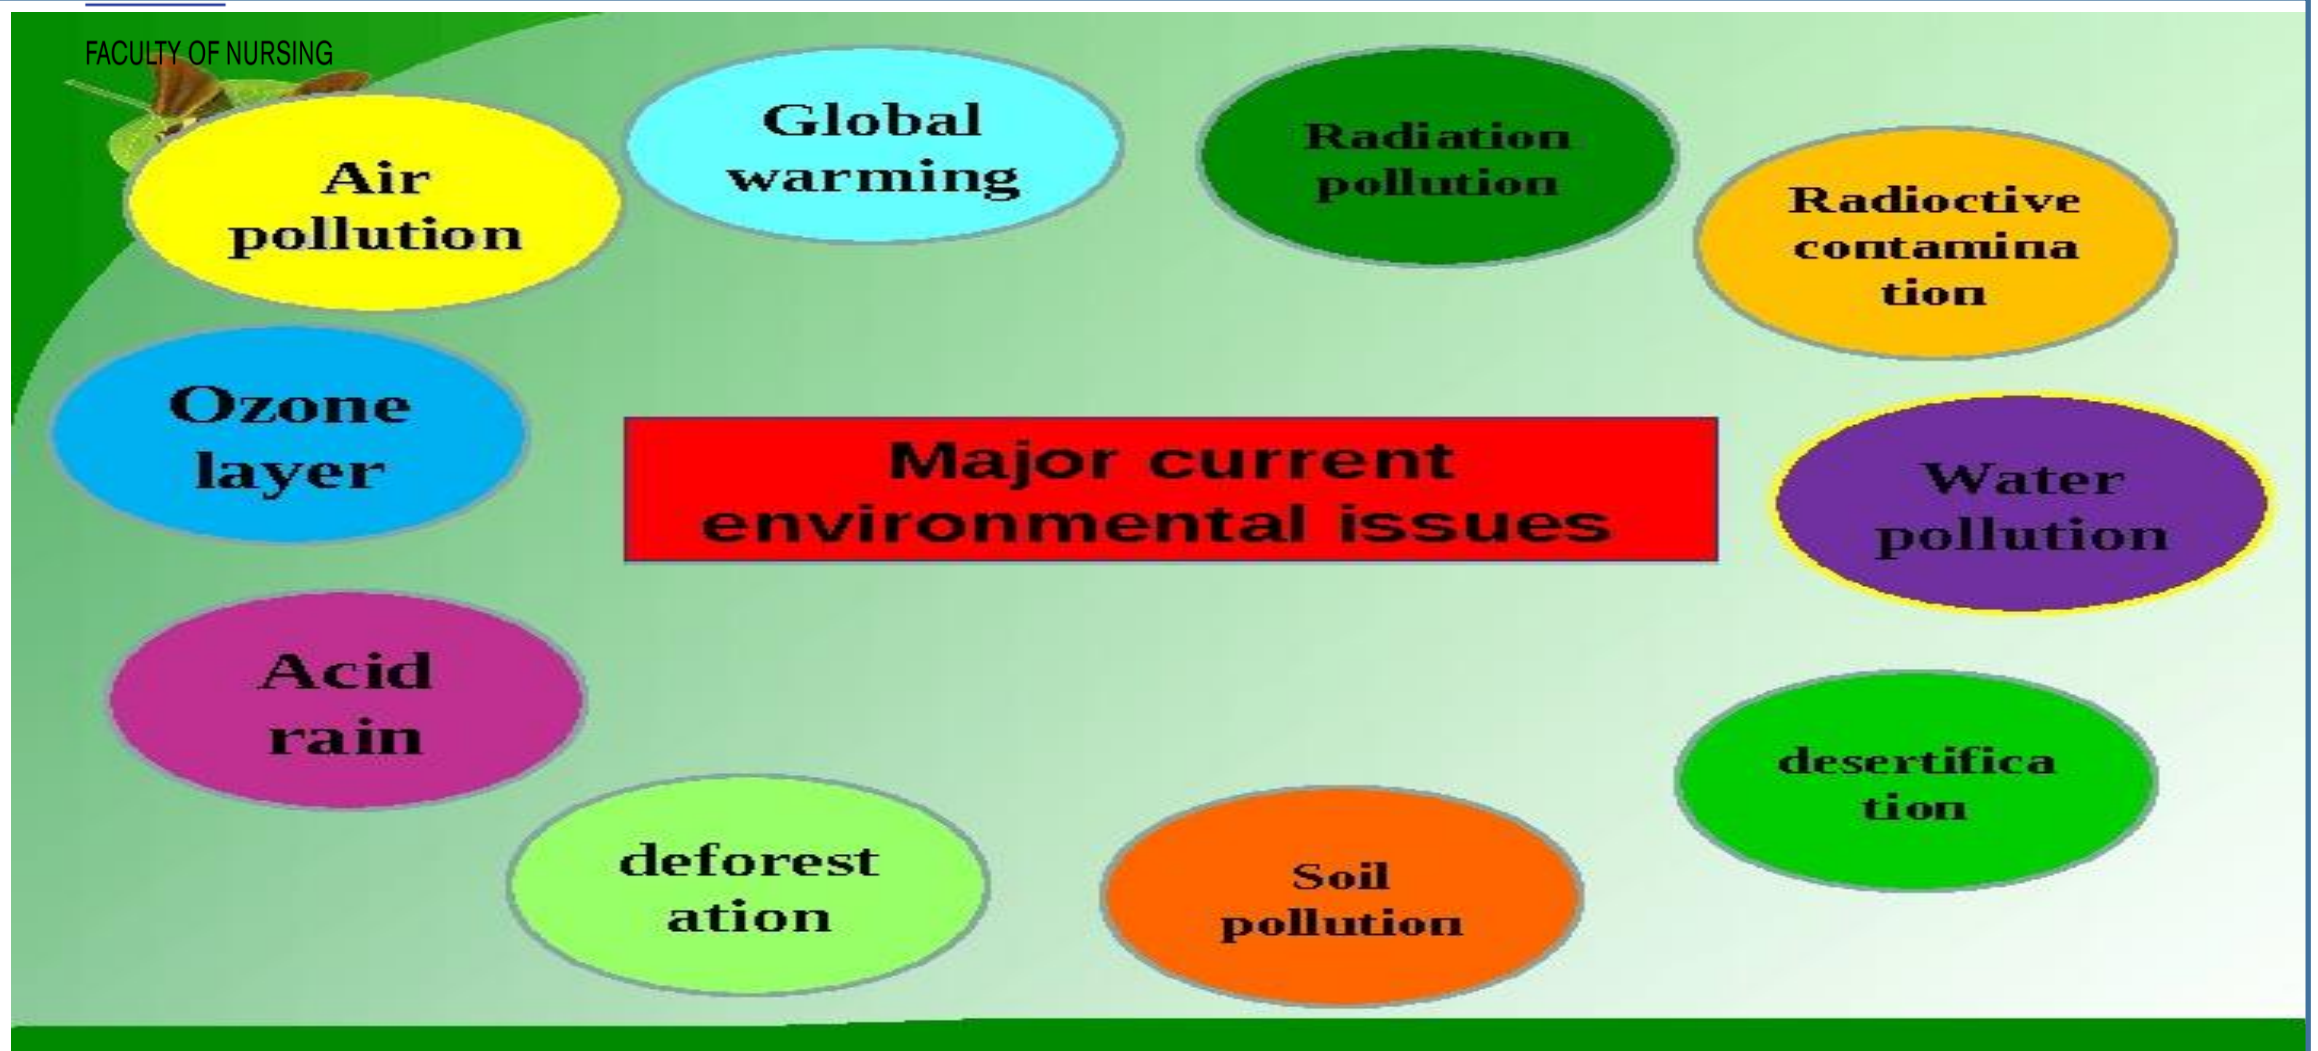 FACULTY OF NURSING
Air
pollution
Global
warming
Radiation
pollution
Radioctive
contamina
tion
Ozone
layer
Major current
environmental issues
Water
pollution
Acid
rain
desertifica
tion
deforest
ation
Soil
pollution